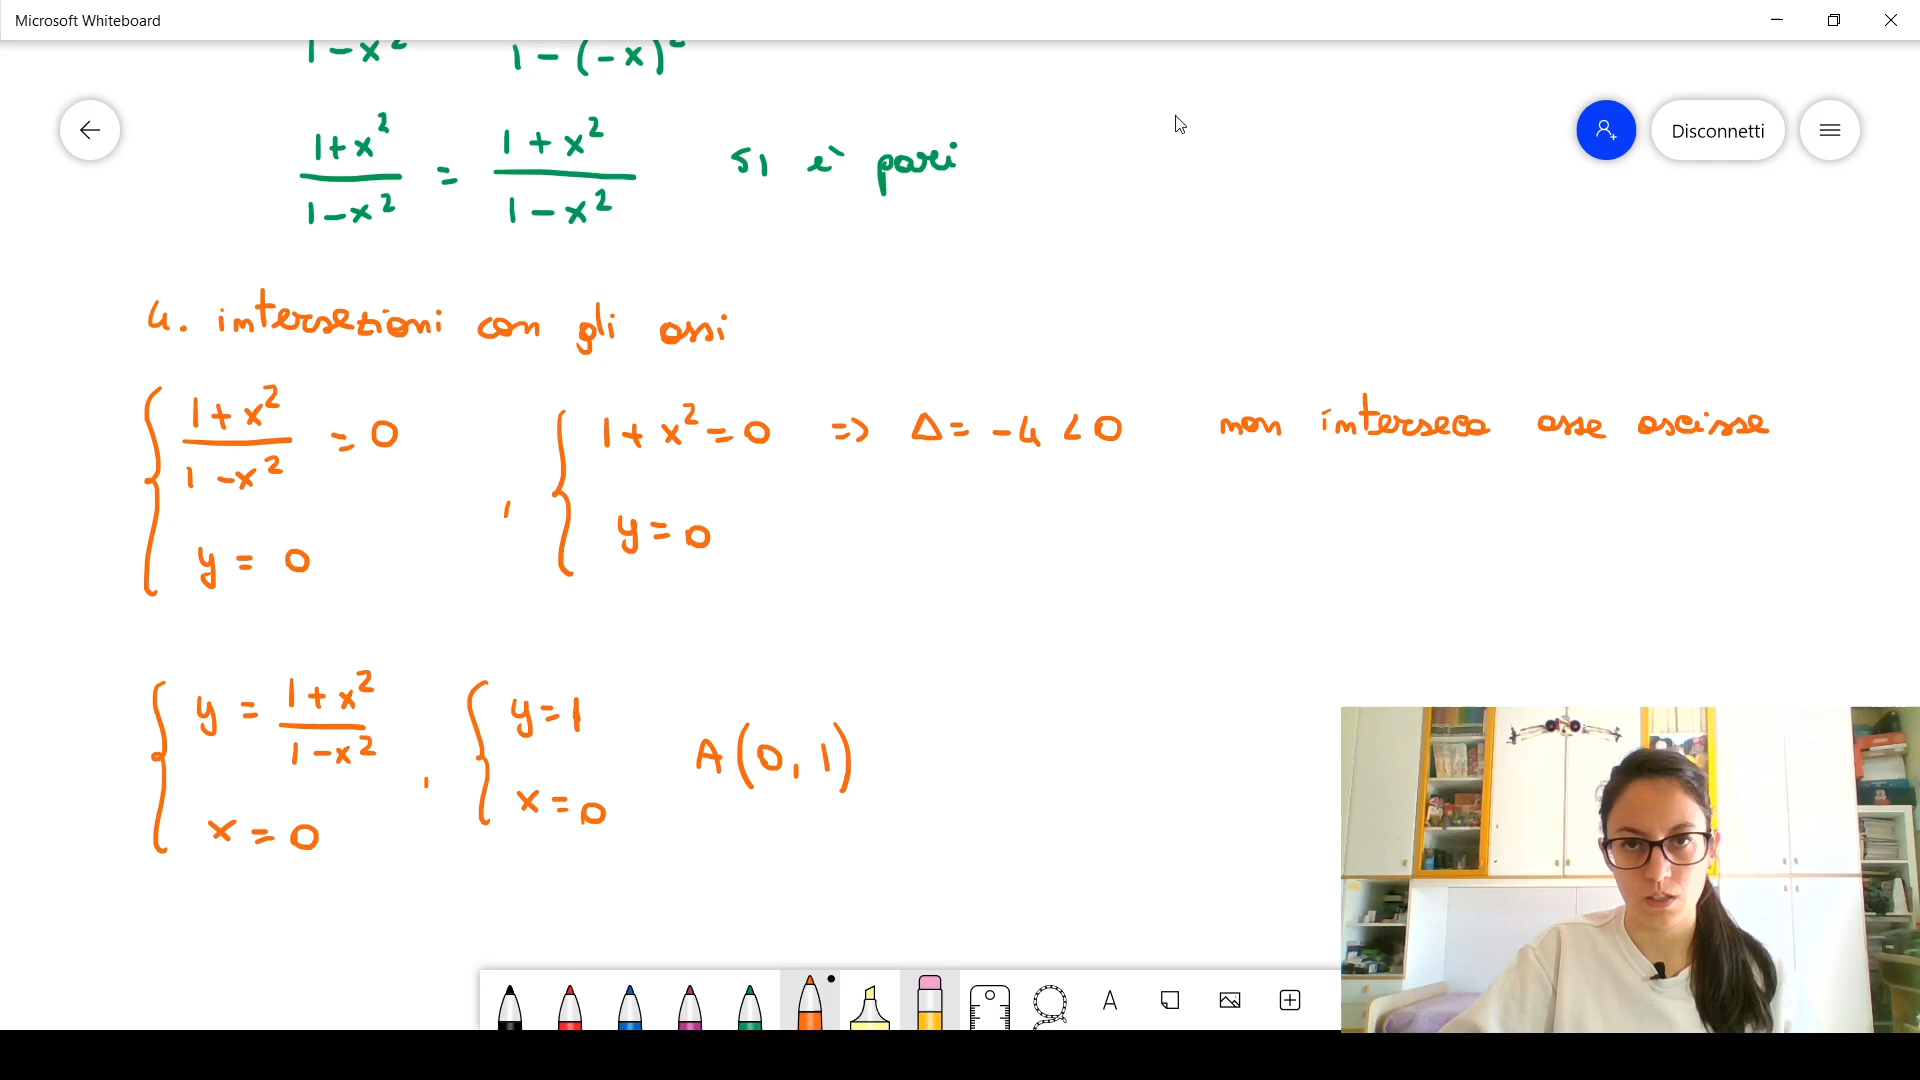 Microsoft Whiteboard
1-x² 1-(-x)²
Disconnetti
1+x²/1-x² = 1+x²/1-x² si è pari
4. intersezioni con gli assi
{ 1+x²/1-x² = 0 , { 1+x²=0 => Δ= -4 <0 non interseca asse ascisse
y = 0 y = 0
{ y = 1+x²/1-x² , { y=1 A(0, 1)
x = 0 x = 0